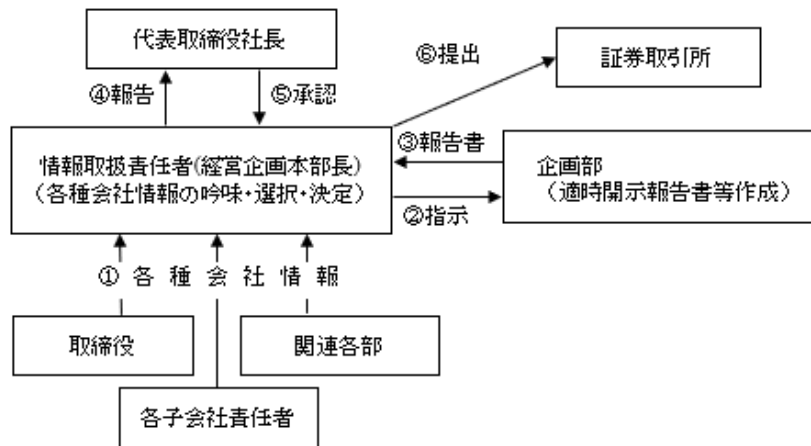 代表取締役社長
⑥提出
証券取引所
④報告
⑤承認
情報取扱責任者(経営企画本部長)
(各種会社情報の吟味・選択・決定)
③報告書
②指示
企画部
(適時開示報告書等作成)
①各種会社情報
取締役
関連各部
各子会社責任者